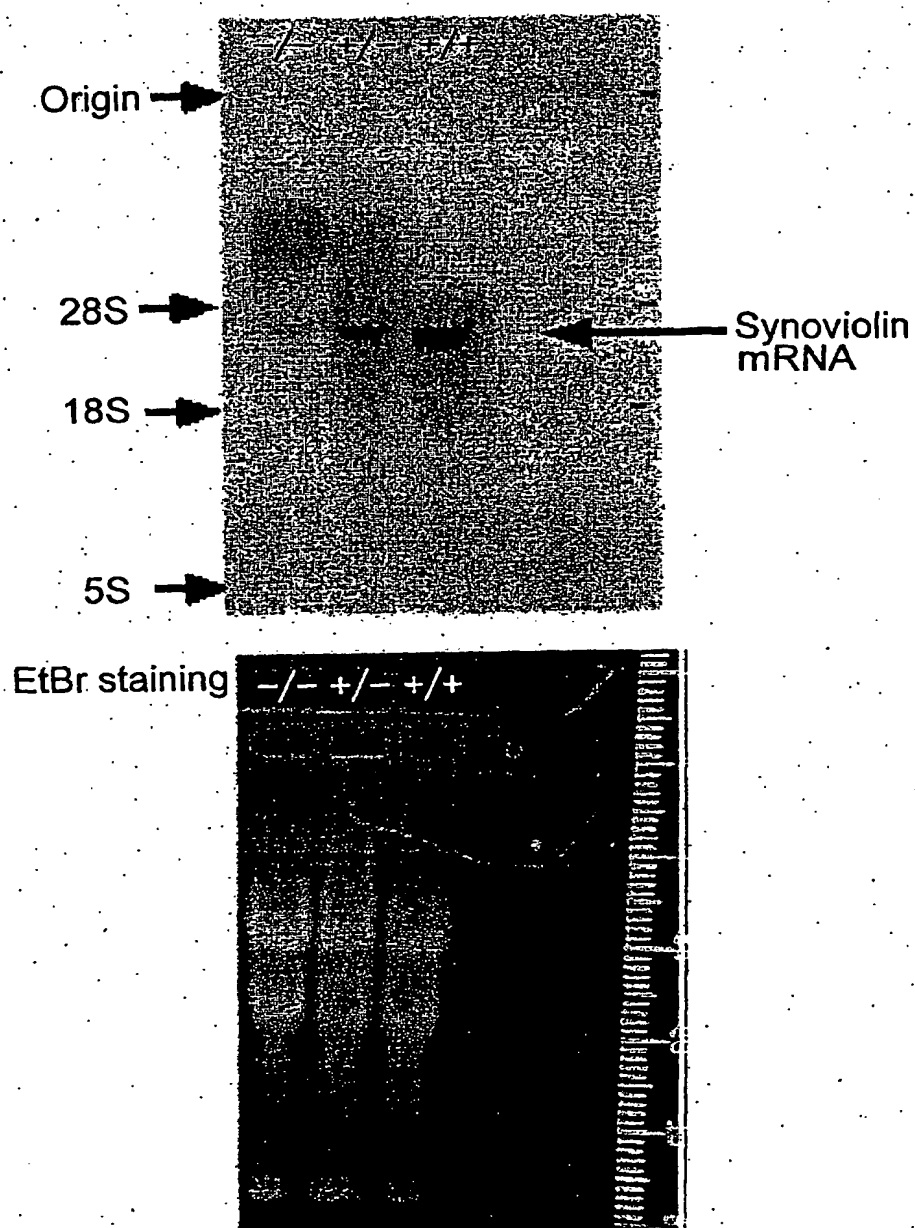 −/− +/− +/+
Origin
28S
Synoviolin
mRNA
18S
5S
EtBr staining
−/− +/− +/+